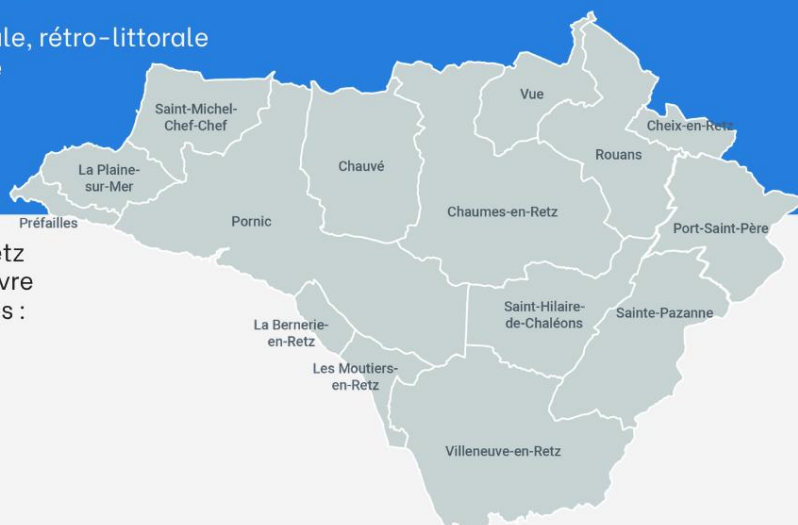 le, rétro-littorale
Saint-Michel-
Chef-Chef
Vue
Cheix-en-Retz
Rouans
La Plaine-
sur-Mer
Chauvé
Préfailles
Pornic
Chaumes-en-Retz
Port-Saint-Père
tz
vre
s :
La Bernerie-
en-Retz
Saint-Hilaire-
de-Chaléons
Sainte-Pazanne
Les Moutiers-
en-Retz
Villeneuve-en-Retz